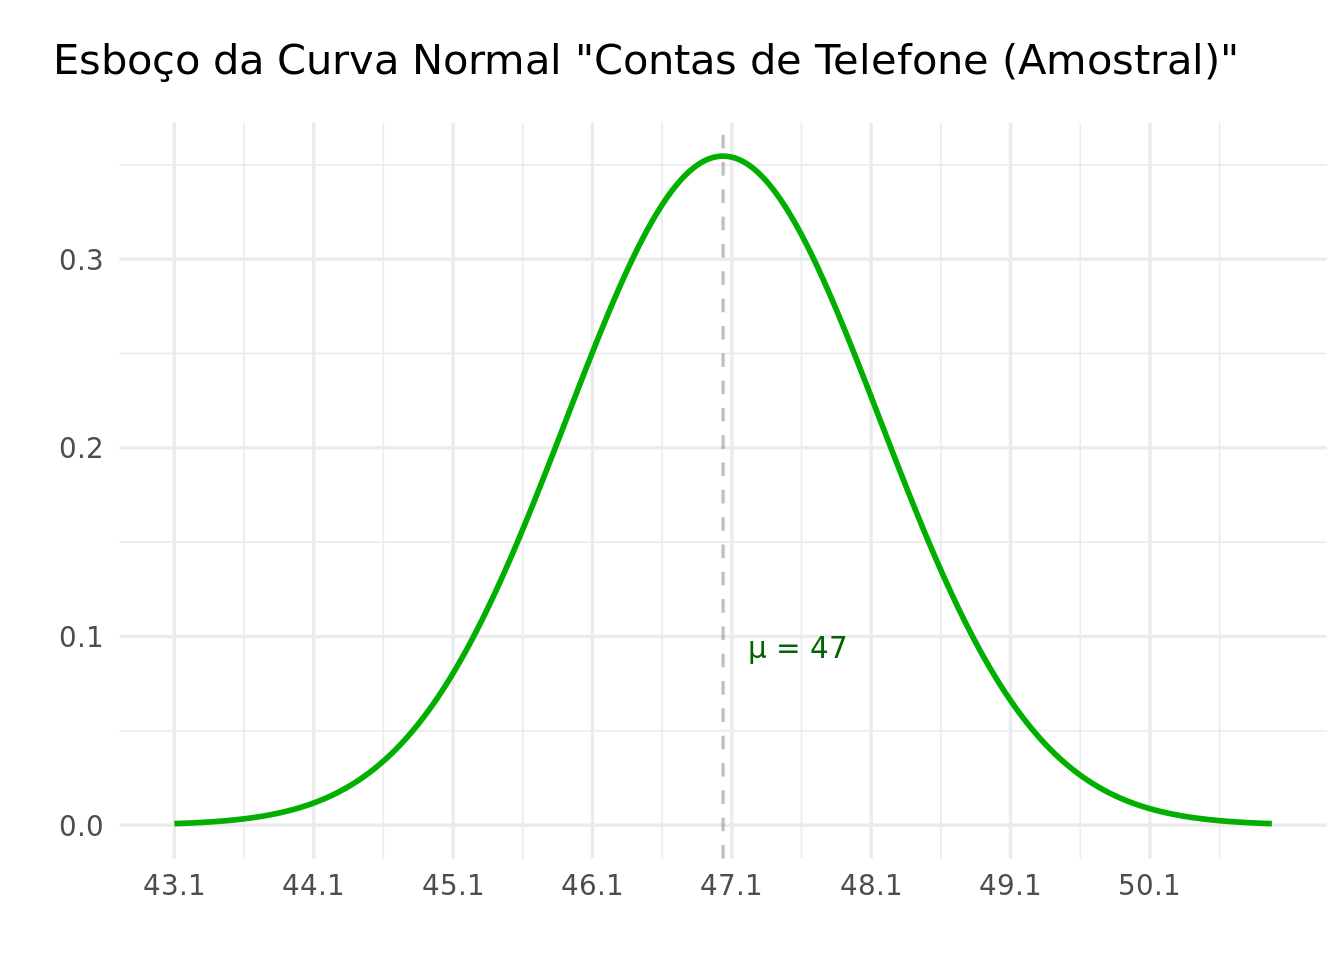 Esboço da Curva Normal "Contas de Telefone (Amostral)"
0.3
0.2
0.1
0.0
μ = 47
43.1 44.1 45.1 46.1 47.1 48.1 49.1 50.1